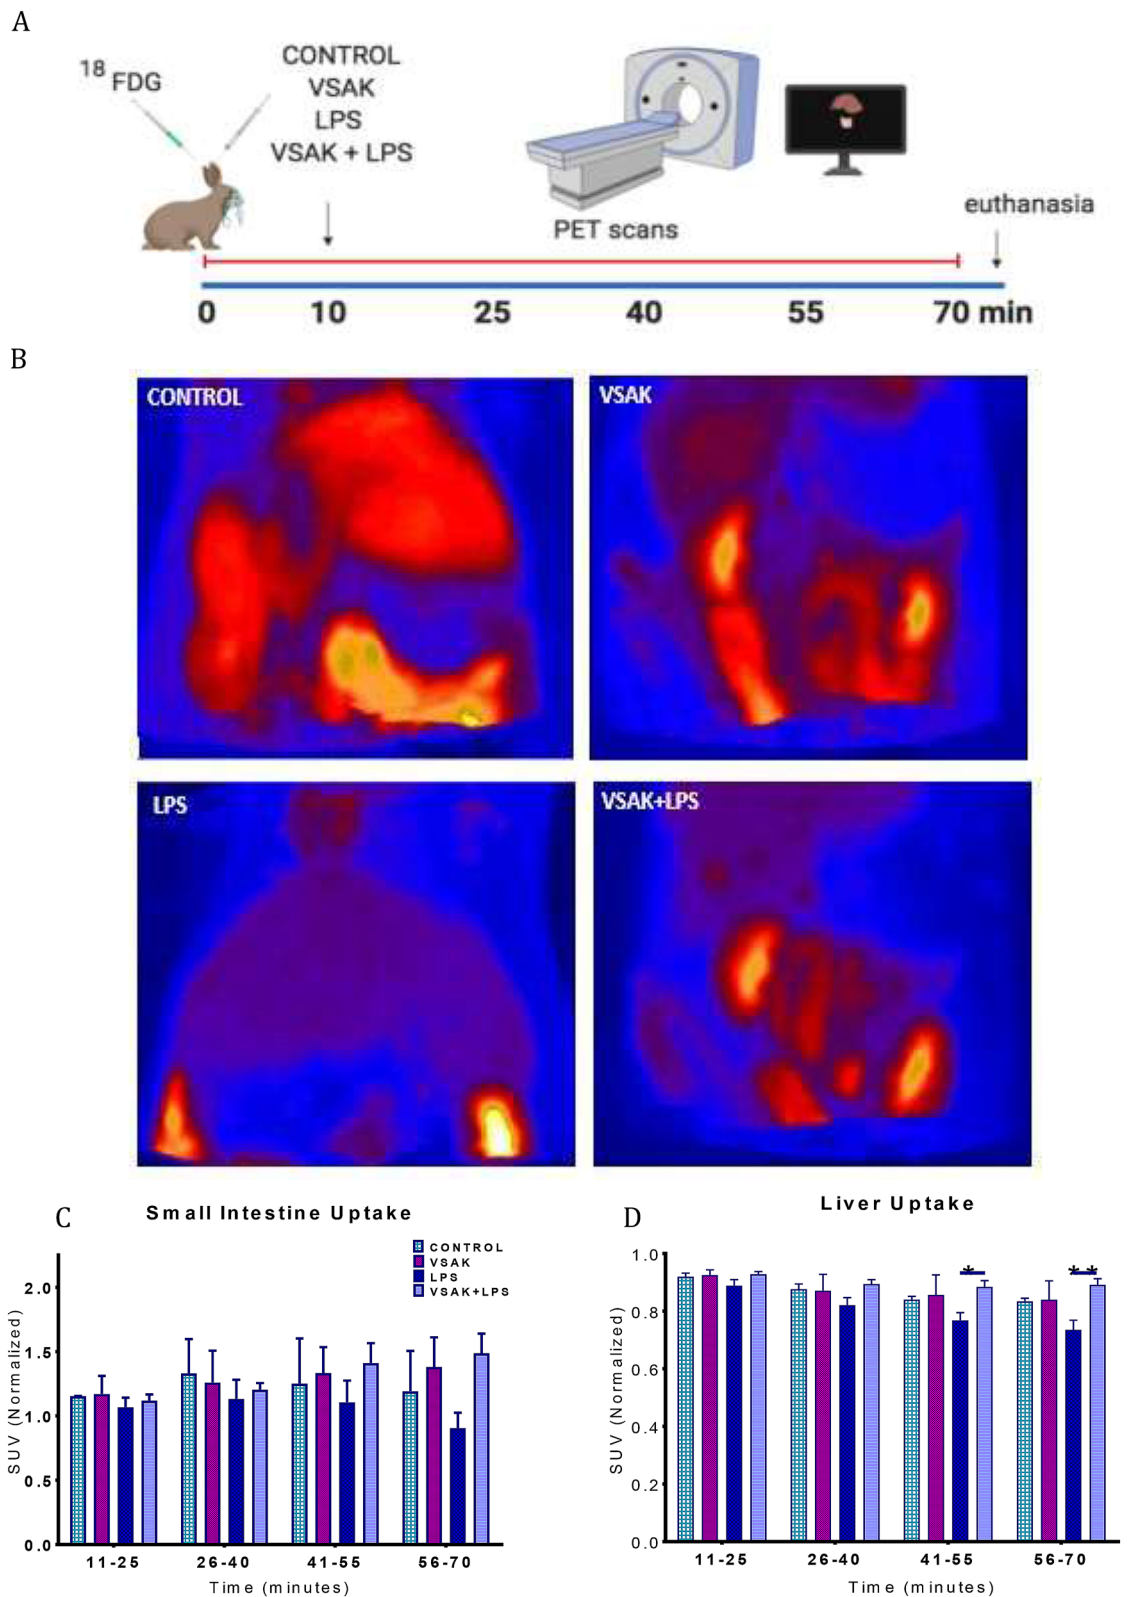 A
18 FDG
CONTROL
VSAK
LPS
VSAK + LPS
PET scans
euthanasia
0 10 25 40 55 70 min
B
CONTROL
VSAK
LPS
VSAK+LPS
C
Small Intestine Uptake
CONTROL
VSAK
LPS
VSAK+LPS
SUV (Normalized)
2.0
1.5
1.0
0.5
0.0
11-25 26-40 41-55 56-70
Time (minutes)
D
Liver Uptake
SUV (Normalized)
1.0
0.8
0.6
0.4
0.2
0.0
*
**
11-25 26-40 41-55 56-70
Time (minutes)